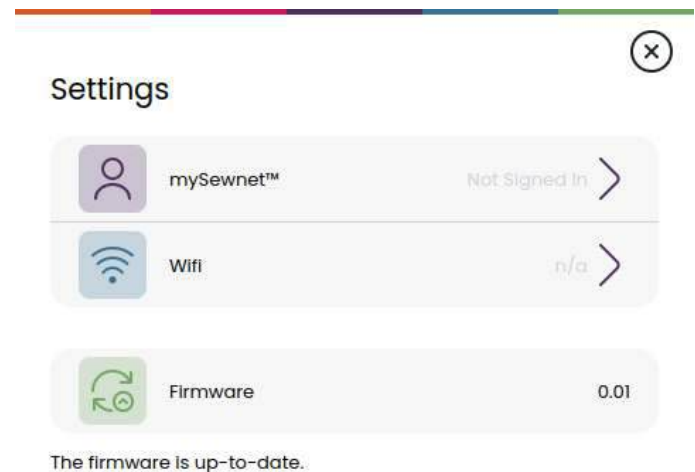 Settings
mySewnet™ Not Signed In
Wifi n/a
Firmware 0.01
The firmware is up-to-date.